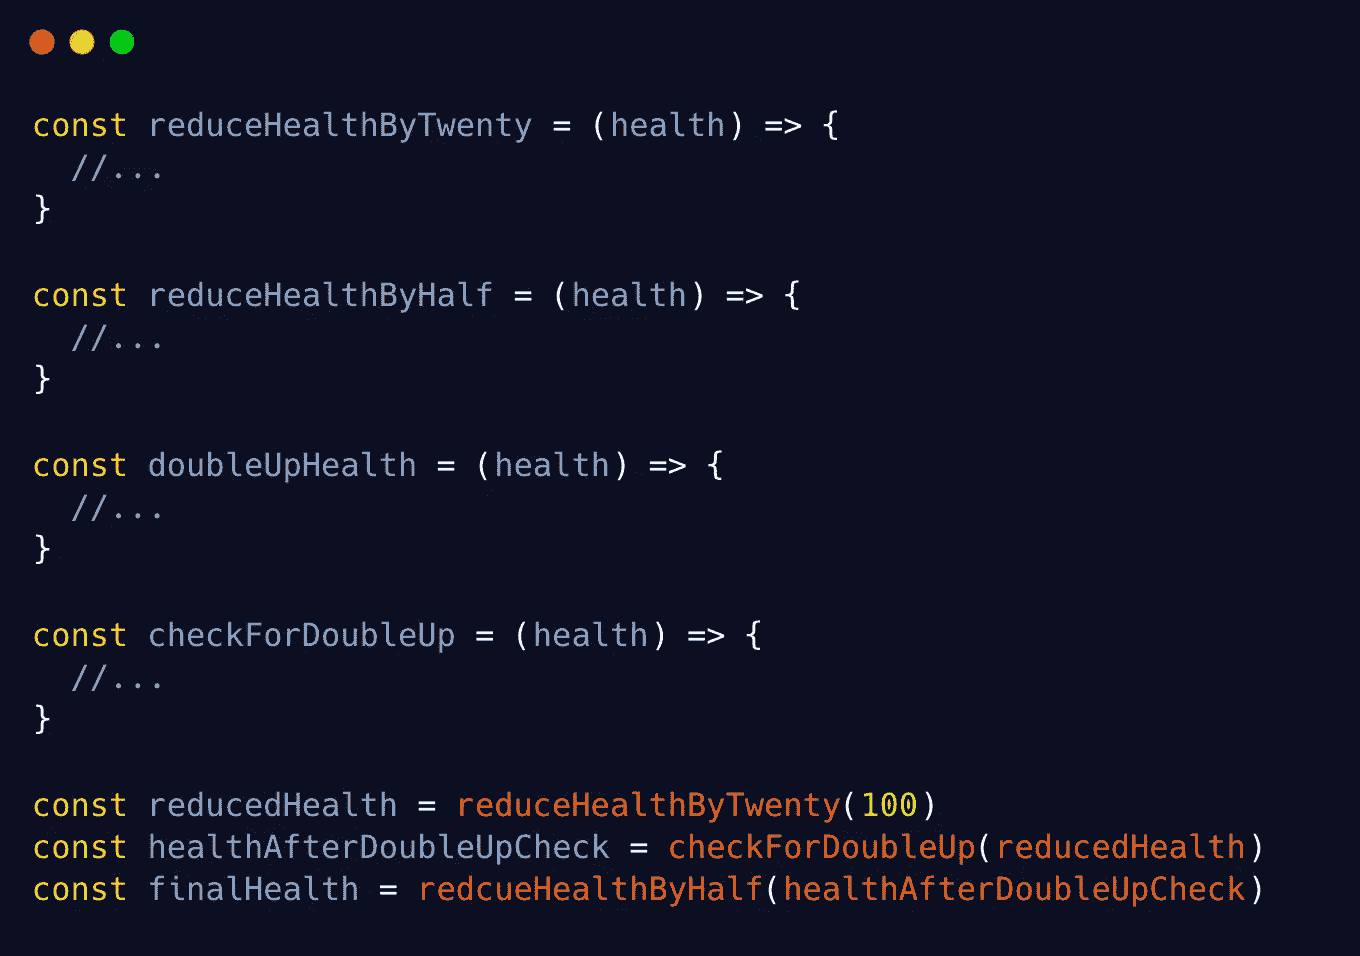 const reduceHealthByTwenty = (health) => {
  //...
}
const reduceHealthByHalf = (health) => {
  //...
}
const doubleUpHealth = (health) => {
  //...
}
const checkForDoubleUp = (health) => {
  //...
}
const reducedHealth = reduceHealthByTwenty(100)
const healthAfterDoubleUpCheck = checkForDoubleUp(reducedHealth)
const finalHealth = redcueHealthByHalf(healthAfterDoubleUpCheck)